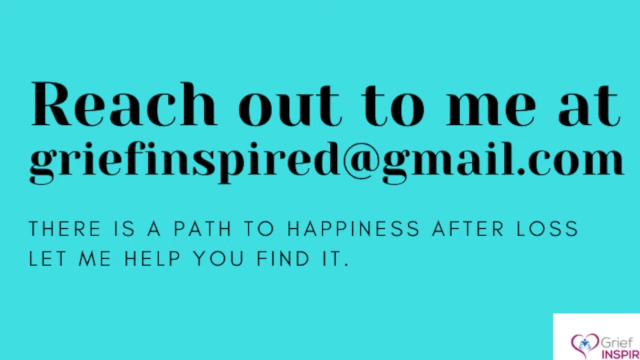 Reach out to me at
griefinspired@gmail.com
THERE IS A PATH TO HAPPINESS AFTER LOSS
LET ME HELP YOU FIND IT.
Grief
INSPIR